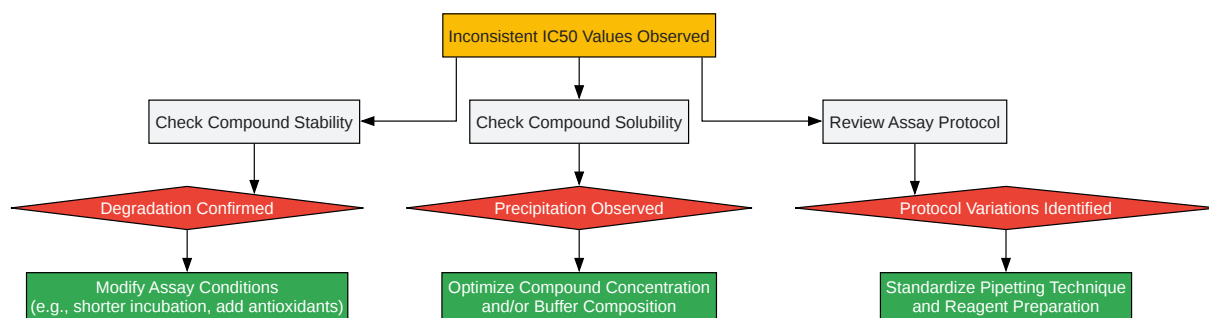 Inconsistent IC50 Values Observed
Check Compound Stability
Check Compound Solubility
Review Assay Protocol
Degradation Confirmed
Precipitation Observed
Protocol Variations Identified
Modify Assay Conditions
(e.g., shorter incubation, add antioxidants)
Optimize Compound Concentration
and/or Buffer Composition
Standardize Pipetting Technique
and Reagent Preparation